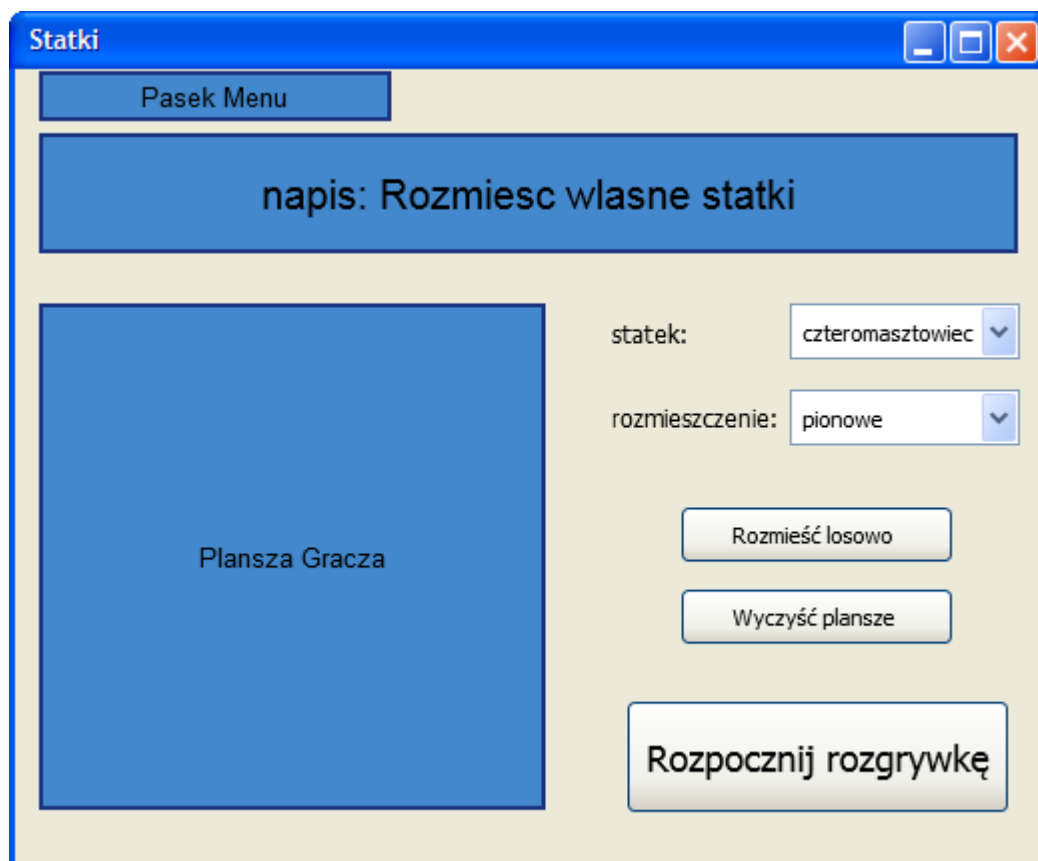 Statki
Pasek Menu
napis: Rozmiesc wlasne statki
statek: czteromasztowiec
rozmieszczenie: pionowe
Plansza Gracza
Rozmieść losowo
Wyczyść plansze
Rozpocznij rozgrywkę